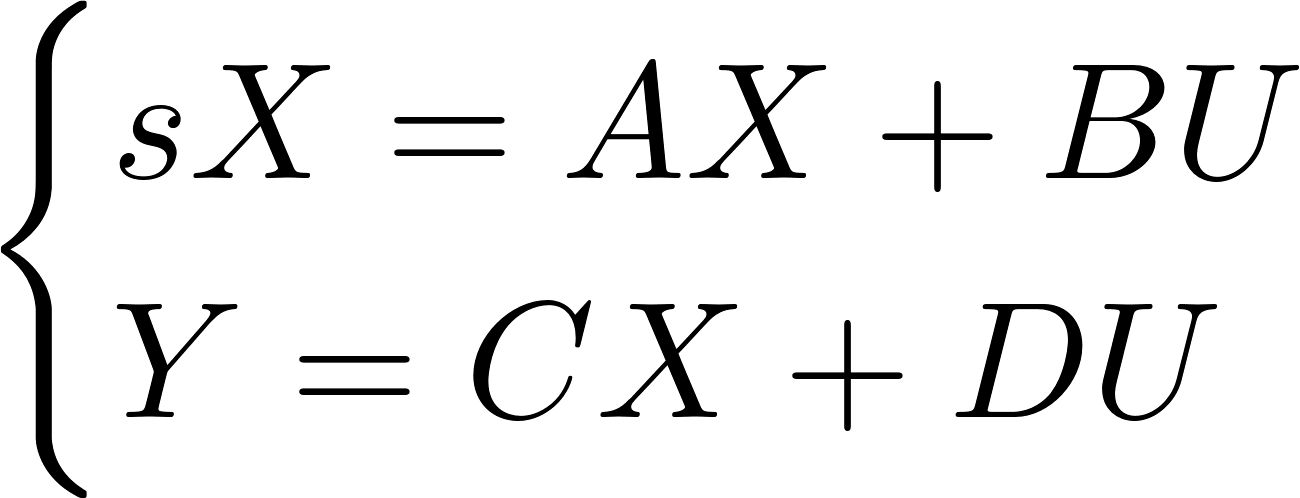 sX = AX + BU
Y = CX + DU